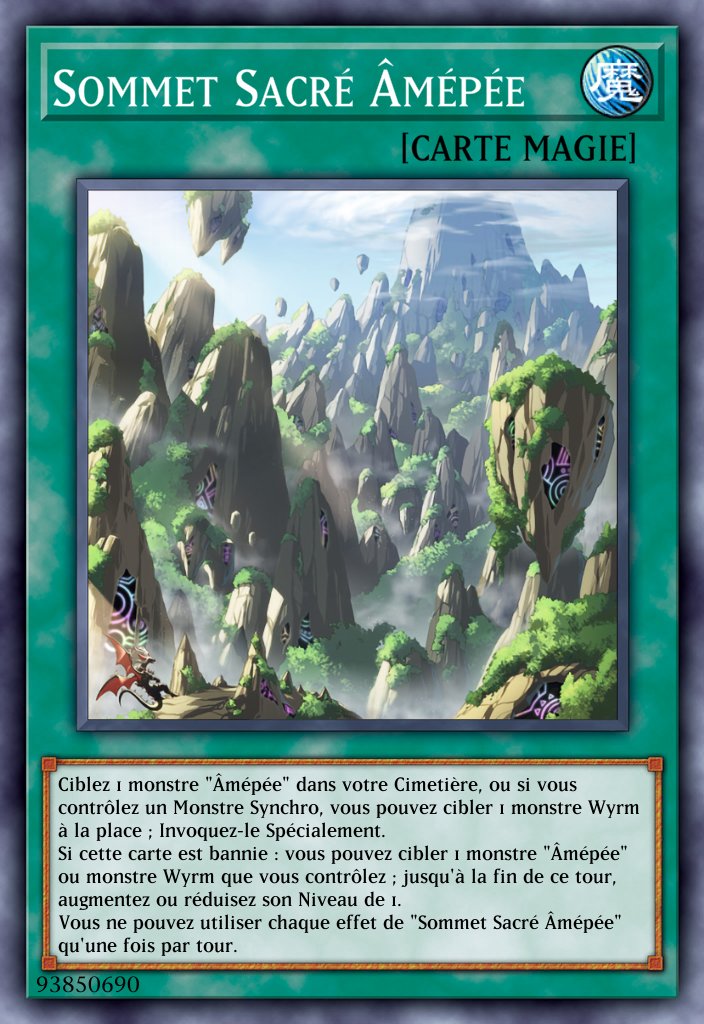 Sommet Sacré Âmépée
魔
[CARTE MAGIE]
Ciblez 1 monstre "Âmépée" dans votre Cimetière, ou si vous
contrôlez un Monstre Synchro, vous pouvez cibler 1 monstre Wyrm
à la place ; Invoquez-le Spécialement.
Si cette carte est bannie : vous pouvez cibler 1 monstre "Âmépée"
ou monstre Wyrm que vous contrôlez ; jusqu'à la fin de ce tour,
augmentez ou réduisez son Niveau de 1.
Vous ne pouvez utiliser chaque effet de "Sommet Sacré Âmépée"
qu'une fois par tour.
93850690